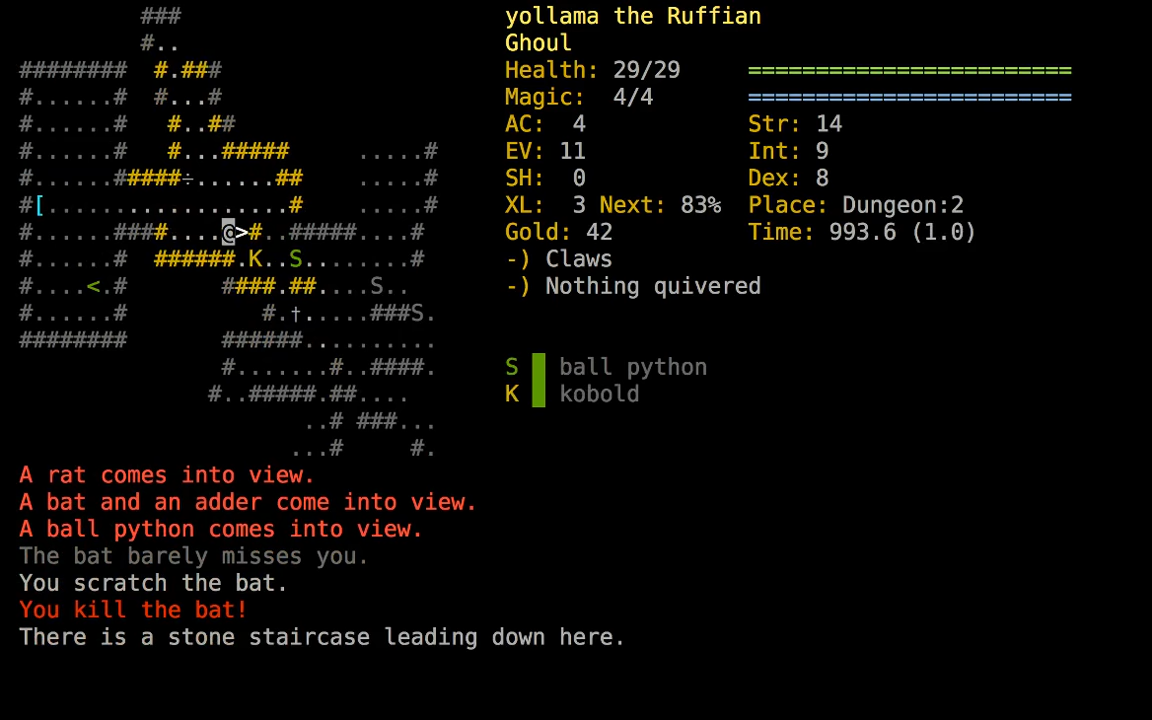 ###                         yollama the Ruffian
          #..                         Ghoul
 ########  #.###                      Health: 29/29     ========================
 #......#  #...#                      Magic:  4/4       ========================
 #......#   #..##                     AC:  4            Str: 14
 #......#   #...#####     .....#      EV: 11            Int: 9
 #......#####÷......##    .....#      SH:  0            Dex: 8
 #[..................#    .....#      XL:  3 Next: 83%  Place: Dungeon:2
 #......####....@>#..#####....#       Gold: 42          Time: 993.6 (1.0)
 #......#  ######.K..S........#       -) Claws
 #....<.#       ####.##....S..        -) Nothing quivered
 #......#          #.†.....###S.
 ########       ######..........
                #.......#..####.      S ball python
               #..#####.##....        K kobold
                      ..# ###...
                     ...#     #.
A rat comes into view.
A bat and an adder come into view.
A ball python comes into view.
The bat barely misses you.
You scratch the bat.
You kill the bat!
There is a stone staircase leading down here.